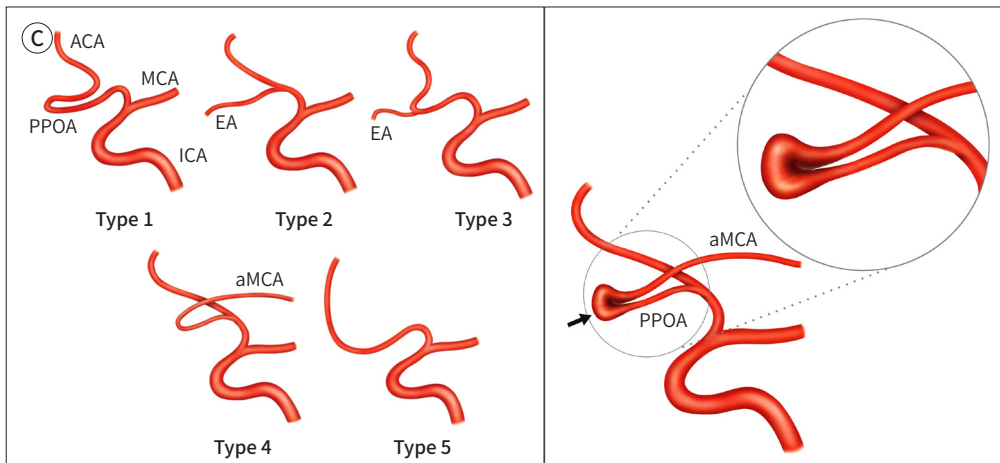 C
ACA
MCA
PPOA
ICA
Type 1
EA
Type 2
EA
Type 3
aMCA
Type 4
Type 5
aMCA
PPOA